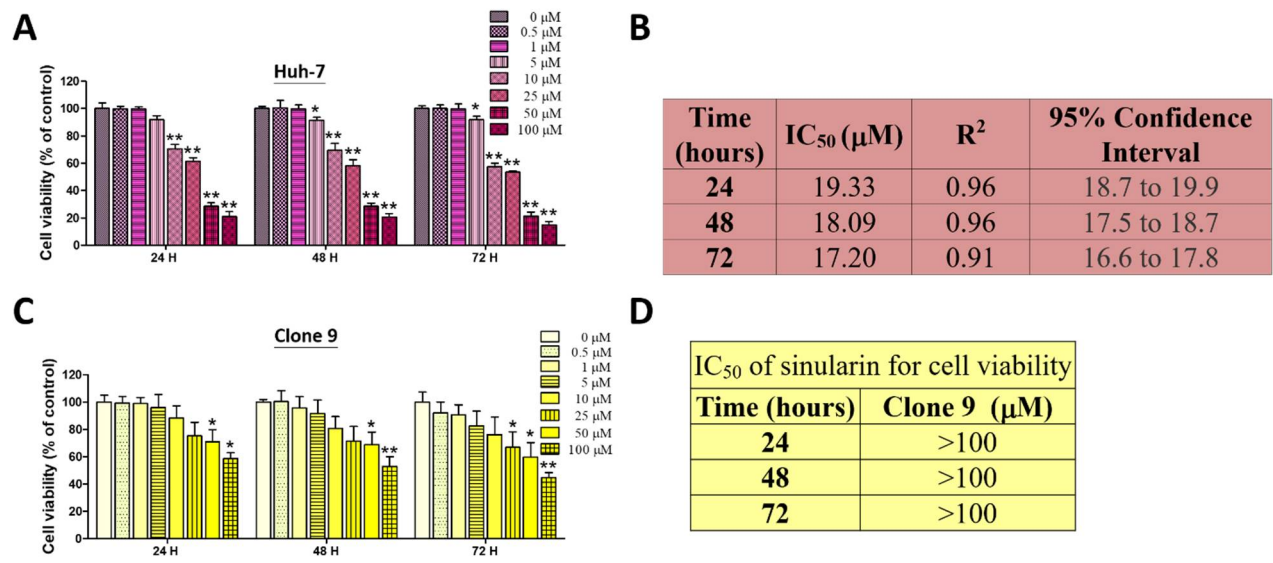 A
0 μM
0.5 μM
1 μM
5 μM
10 μM
25 μM
50 μM
100 μM
Huh-7
Cell viability (% of control)
120
100
80
60
40
20
0
** ** ** **
* ** ** ** **
* ** ** ** **
24 H 48 H 72 H
B
Time (hours) IC50 (μM) R2 95% Confidence Interval
24 19.33 0.96 18.7 to 19.9
48 18.09 0.96 17.5 to 18.7
72 17.20 0.91 16.6 to 17.8
C
Clone 9
0 μM
0.5 μM
1 μM
5 μM
10 μM
25 μM
50 μM
100 μM
Cell viability (% of control)
120
100
80
60
40
20
0
* *
* **
* * **
24 H 48 H 72 H
D
IC50 of sinularin for cell viability
Time (hours) Clone 9 (μM)
24 >100
48 >100
72 >100